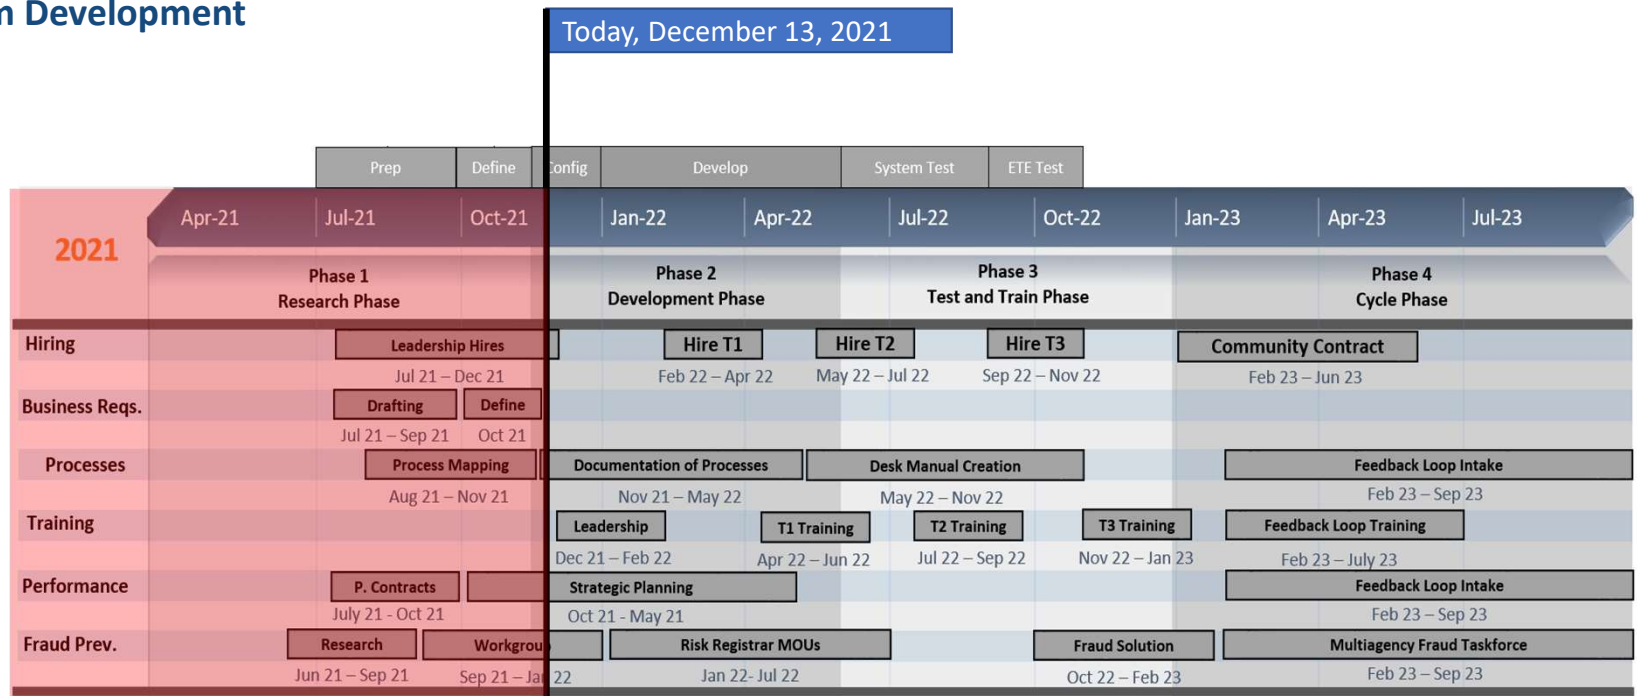 m Development
Today, December 13, 2021
Prep Define Config Develop System Test ETE Test
2021
Apr-21 Jul-21 Oct-21 Jan-22 Apr-22 Jul-22 Oct-22 Jan-23 Apr-23 Jul-23
Phase 1 Phase 2 Phase 3 Phase 4
Research Phase Development Phase Test and Train Phase Cycle Phase
Hiring Leadership Hires Hire T1 Hire T2 Hire T3 Community Contract
Jul 21 – Dec 21 Feb 22 – Apr 22 May 22 – Jul 22 Sep 22 – Nov 22 Feb 23 – Jun 23
Business Reqs. Drafting Define
Jul 21 – Sep 21 Oct 21
Processes Process Mapping Documentation of Processes Desk Manual Creation Feedback Loop Intake
Aug 21 – Nov 21 Nov 21 – May 22 May 22 – Nov 22 Feb 23 – Sep 23
Training Leadership T1 Training T2 Training T3 Training Feedback Loop Training
Dec 21 – Feb 22 Apr 22 – Jun 22 Jul 22 – Sep 22 Nov 22 – Jan 23 Feb 23 – July 23
Performance P. Contracts Strategic Planning Feedback Loop Intake
July 21 - Oct 21 Oct 21 - May 21 Feb 23 – Sep 23
Fraud Prev. Research Workgroup Risk Registrar MOUs Fraud Solution Multiagency Fraud Taskforce
Jun 21 – Sep 21 Sep 21 – Jan 22 Jan 22- Jul 22 Oct 22 – Feb 23 Feb 23 – Sep 23